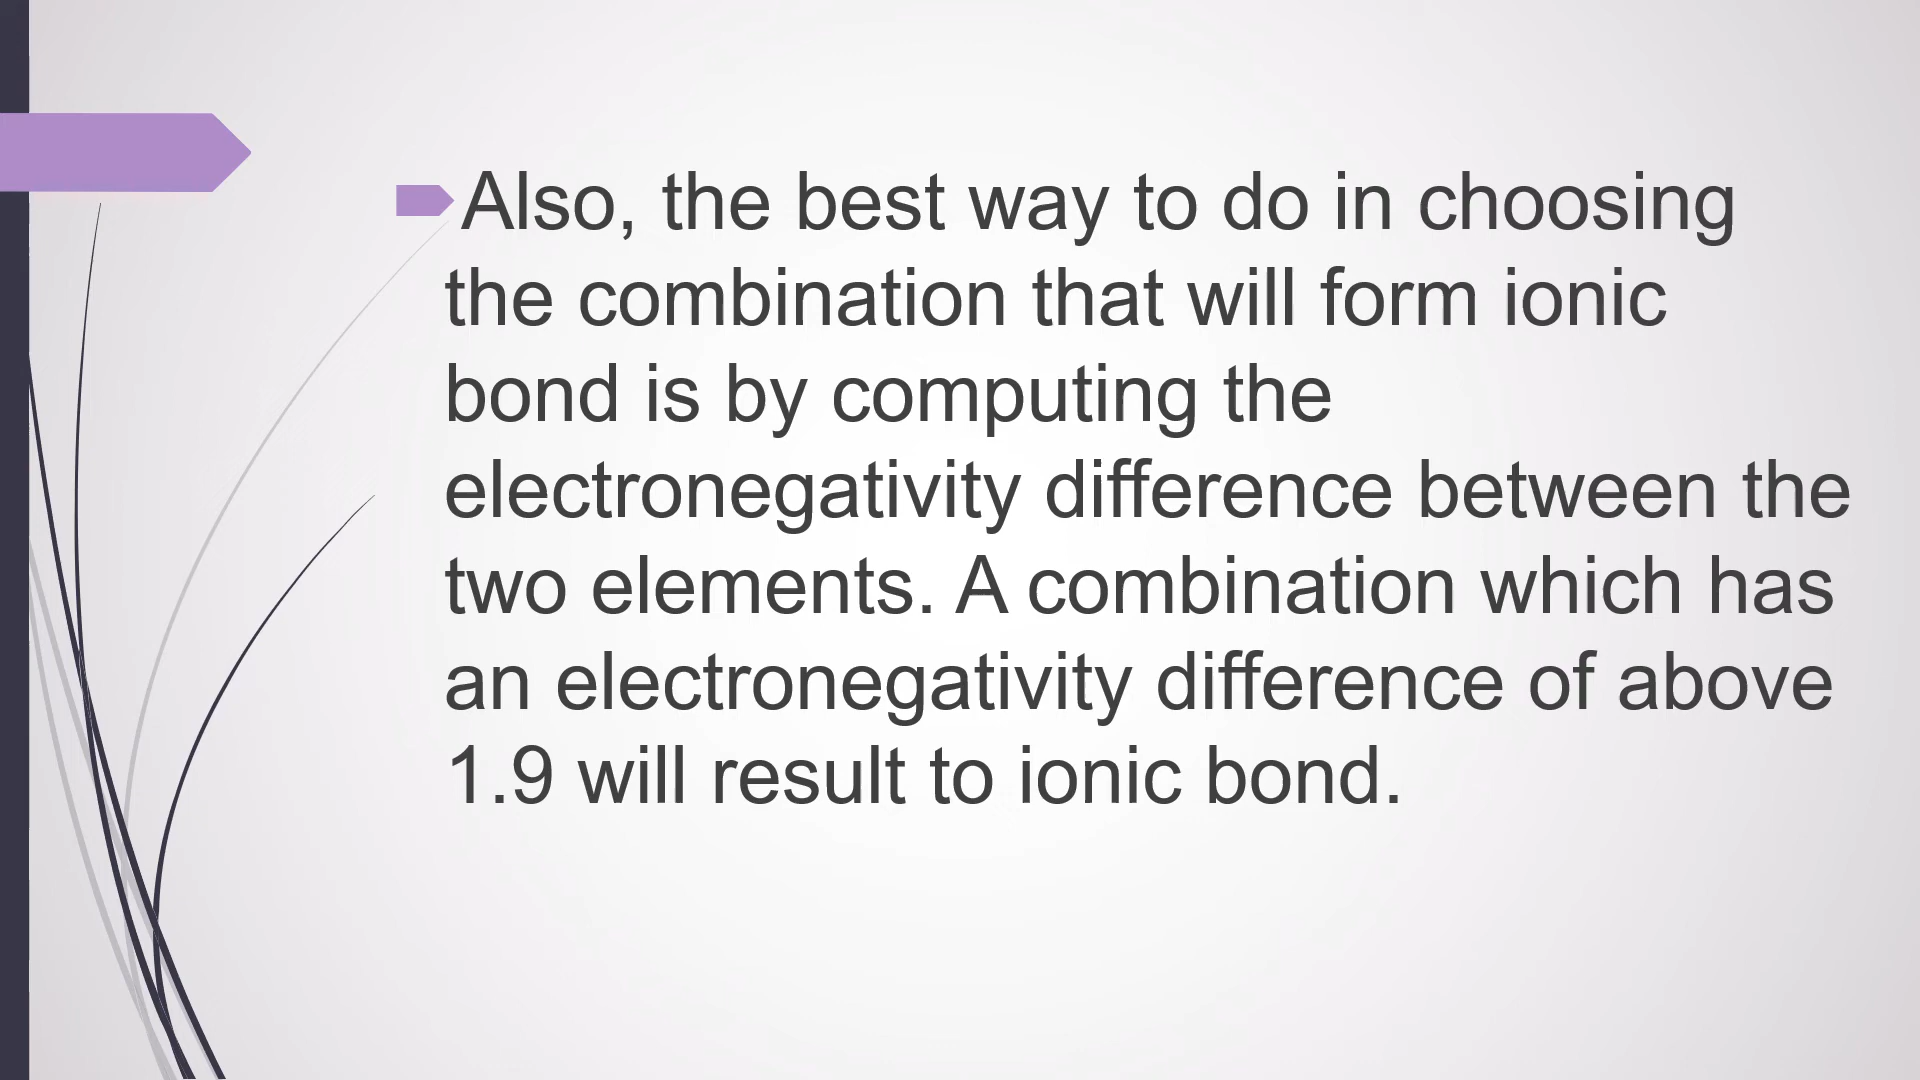 Also, the best way to do in choosing
the combination that will form ionic
bond is by computing the
electronegativity difference between the
two elements. A combination which has
an electronegativity difference of above
1.9 will result to ionic bond.